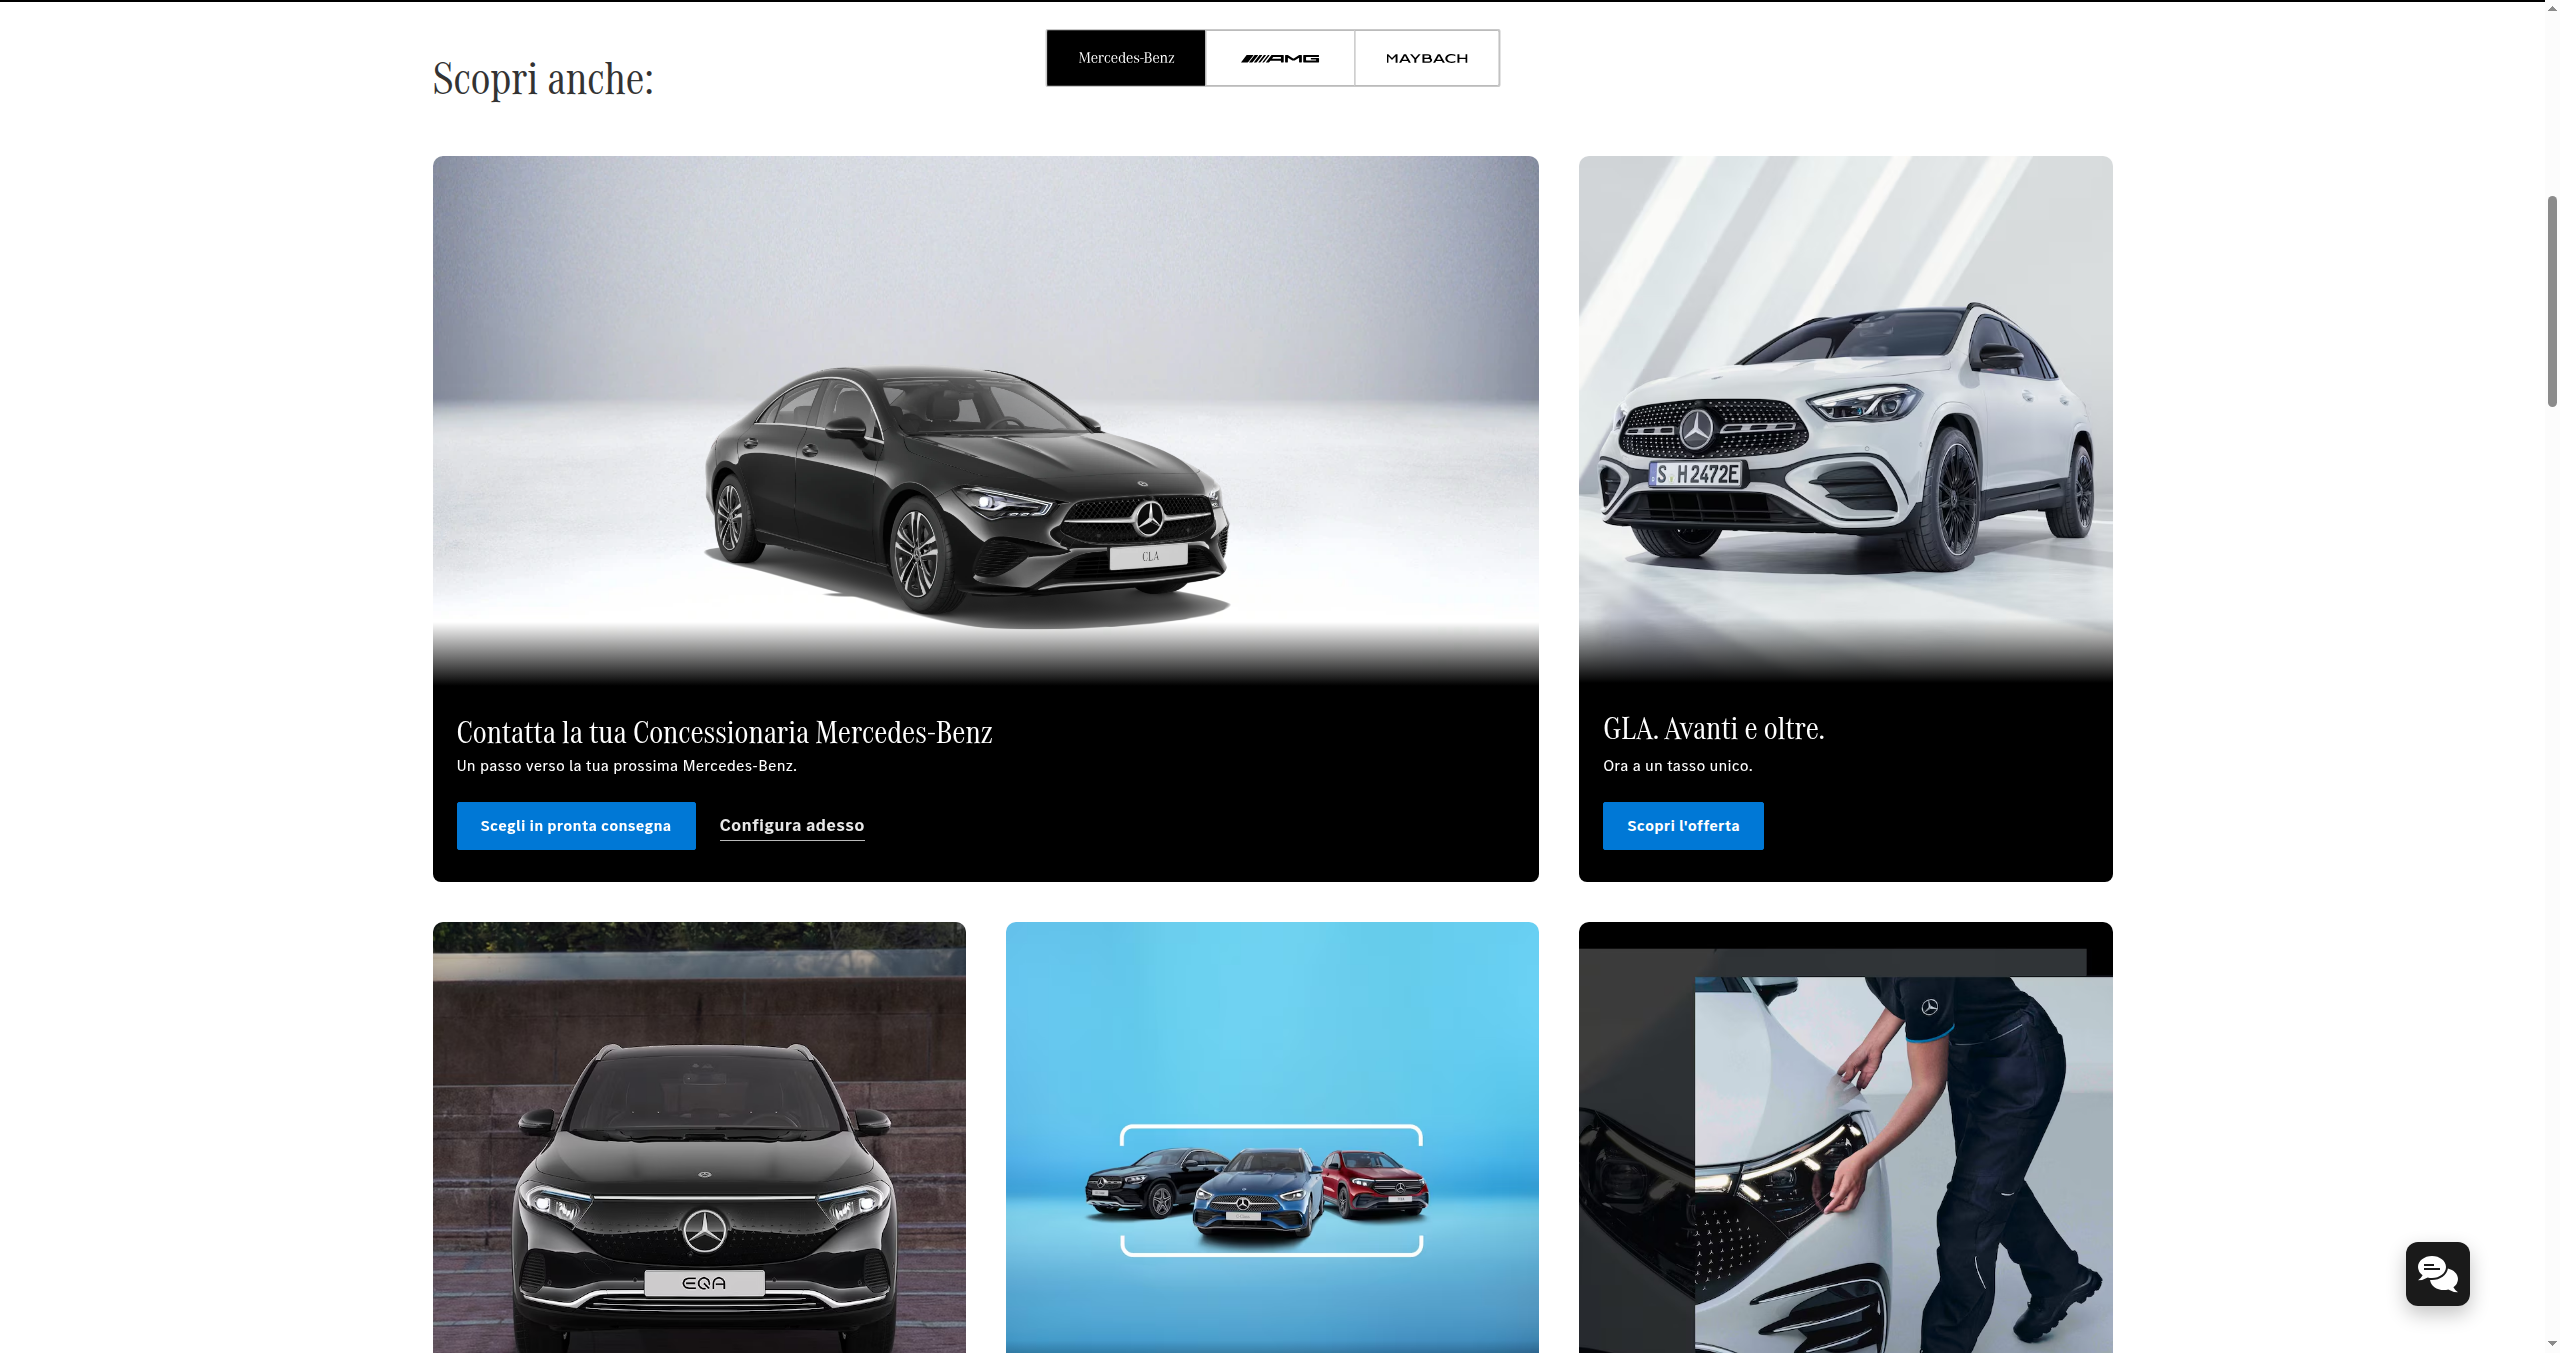 Mercedes-Benz
AMG
MAYBACH
Scopri anche:
CLA
S H 2472E
Contatta la tua Concessionaria Mercedes-Benz
Un passo verso la tua prossima Mercedes-Benz.
Scegli in pronta consegna
Configura adesso
GLA. Avanti e oltre.
Ora a un tasso unico.
Scopri l'offerta
EQA